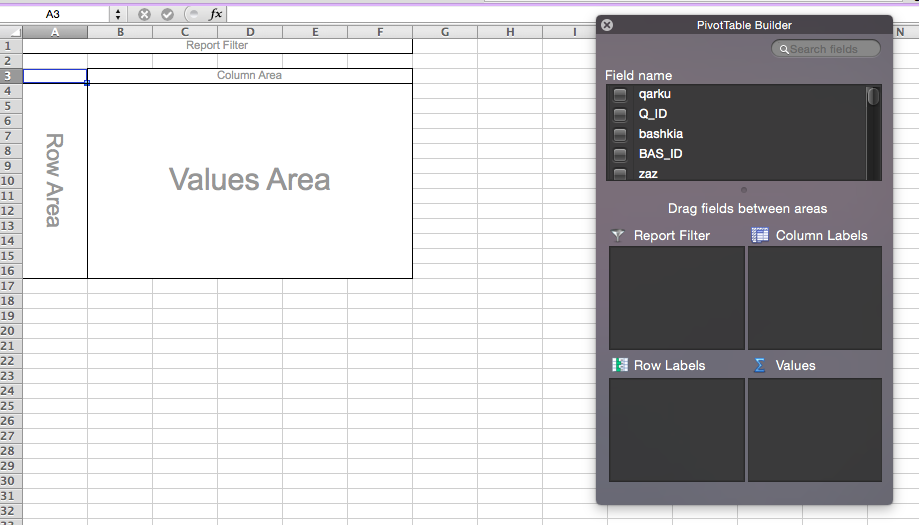 A3 fx
A B C D E F G H I N
1 Report Filter
2
3 Column Area
4
5
6
7
8
9
10
11
12
13
14
15
16
Row Area
Values Area
17
18
19
20
21
22
23
24
25
26
27
28
29
30
31
32
PivotTable Builder
Search fields
Field name
qarku
Q_ID
bashkia
BAS_ID
zaz
Drag fields between areas
Report Filter Column Labels
Row Labels Σ Values